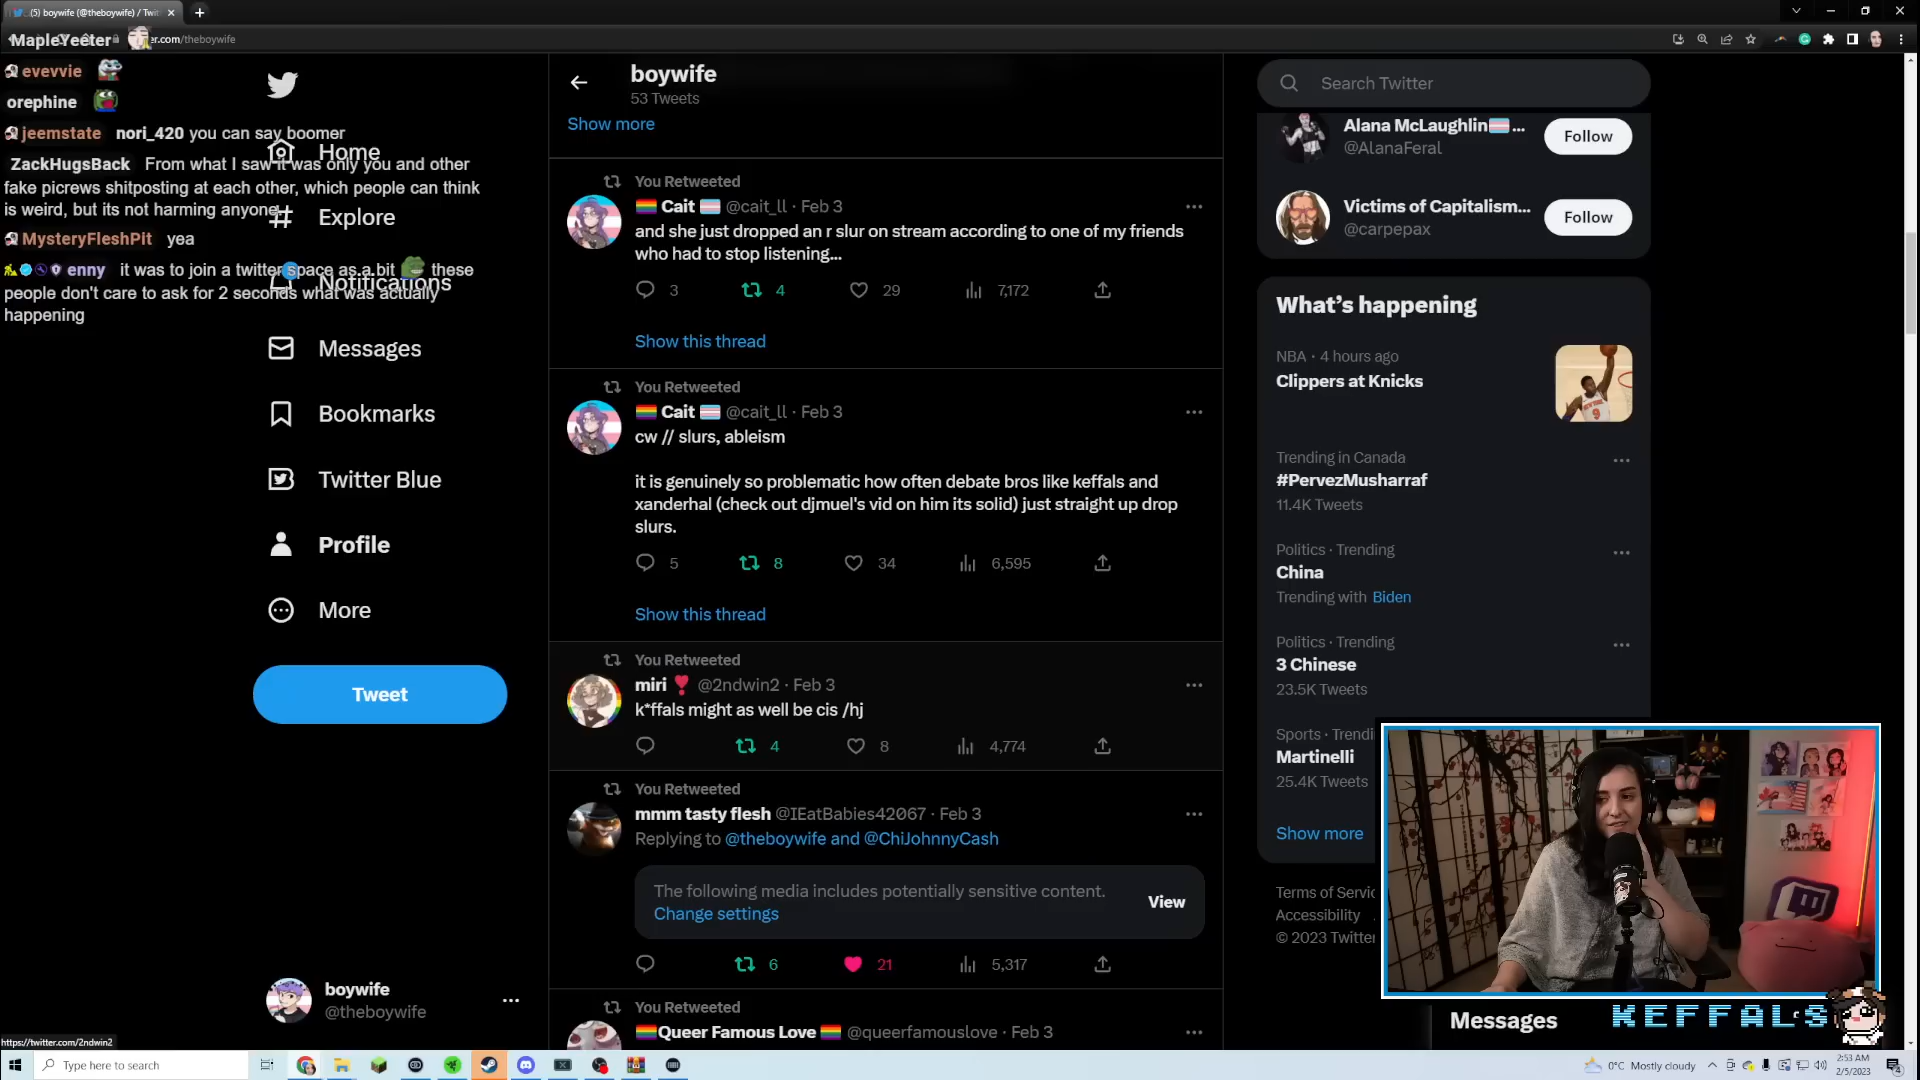 (5) boywife (@theboywife) / Twit
er.com/theboywife
MapleYeeter
evevvie
orephine
jeemstate nori_420 you can say boomer
ZackHugsBack From what I saw it was only you and other
fake picrews shitposting at each other, which people can think
is weird, but its not harming anyone
MysteryFleshPit yea
enny it was to join a twitter space as a bit these
people don't care to ask for 2 seconds what was actually
happening
Home
Explore
Notifications
Messages
Bookmarks
Twitter Blue
Profile
More
Tweet
boywife
@theboywife
https://twitter.com/2ndwin2
boywife
53 Tweets
Show more
You Retweeted
Cait @cait_ll · Feb 3
and she just dropped an r slur on stream according to one of my friends
who had to stop listening...
3 4 29 7,172
Show this thread
You Retweeted
Cait @cait_ll · Feb 3
cw // slurs, ableism
it is genuinely so problematic how often debate bros like keffals and
xanderhal (check out djmuel's vid on him its solid) just straight up drop
slurs.
5 8 34 6,595
Show this thread
You Retweeted
miri @2ndwin2 · Feb 3
k*ffals might as well be cis /hj
4 8 4,774
You Retweeted
mmm tasty flesh @IEatBabies42067 · Feb 3
Replying to @theboywife and @ChiJohnnyCash
The following media includes potentially sensitive content.
Change settings
View
6 21 5,317
You Retweeted
Queer Famous Love @queerfamouslove · Feb 3
Search Twitter
Alana McLaughlin ...
@AlanaFeral
Follow
Victims of Capitalism...
@carpepax
Follow
What's happening
NBA · 4 hours ago
Clippers at Knicks
Trending in Canada
#PervezMusharraf
11.4K Tweets
Politics · Trending
China
Trending with Biden
Politics · Trending
3 Chinese
23.5K Tweets
Sports · Trendi
Martinelli
25.4K Tweets
Show more
Terms of Servic
Accessibility
© 2023 Twitter
Messages
KEFFALS
Type here to search
0°C Mostly cloudy
2:53 AM
2/5/2023